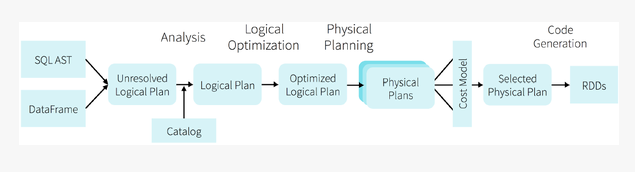 Analysis
Logical
Optimization
Physical
Planning
Code
Generation
SQL AST
DataFrame
Unresolved
Logical Plan
Catalog
Logical Plan
Optimized
Logical Plan
Physical
Plans
Cost Model
Selected
Physical Plan
RDDs